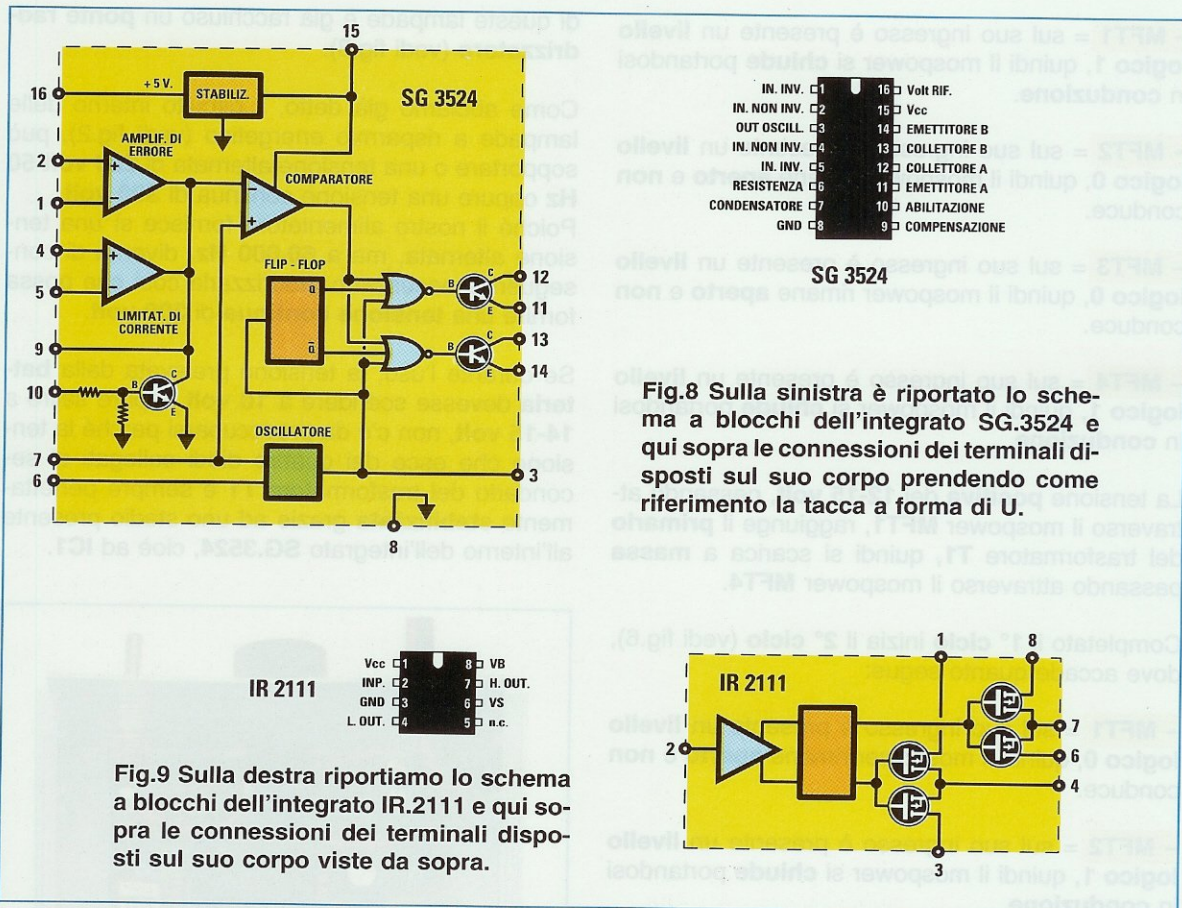 15
16
+ 5 V.
STABILIZ.
SG 3524
AMPLIF. DI
ERRORE
2
1
COMPARATORE
4
5
FLIP - FLOP
Q
Q
LIMITAT. DI
CORRENTE
C
B
E
12
11
C
B
E
13
14
9
10
B
C
E
OSCILLATORE
7
6
3
8
IN. INV. 1 16 Volt RIF.
IN. NON INV. 2 15 Vcc
OUT OSCILL. 3 14 EMETTITORE B
IN. NON INV. 4 13 COLLETTORE B
IN. INV. 5 12 COLLETTORE A
RESISTENZA 6 11 EMETTITORE A
CONDENSATORE 7 10 ABILITAZIONE
GND 8 9 COMPENSAZIONE
SG 3524
Fig.8 Sulla sinistra è riportato lo sche-
ma a blocchi dell'integrato SG.3524 e
qui sopra le connessioni dei terminali di-
sposti sul suo corpo prendendo come
riferimento la tacca a forma di U.
IR 2111
Vcc 1 8 VB
INP. 2 7 H. OUT.
GND 3 6 VS
L. OUT. 4 5 n.c.
Fig.9 Sulla destra riportiamo lo schema
a blocchi dell'integrato IR.2111 e qui so-
pra le connessioni dei terminali dispo-
sti sul suo corpo viste da sopra.
IR 2111
1
8
2
7
6
4
3